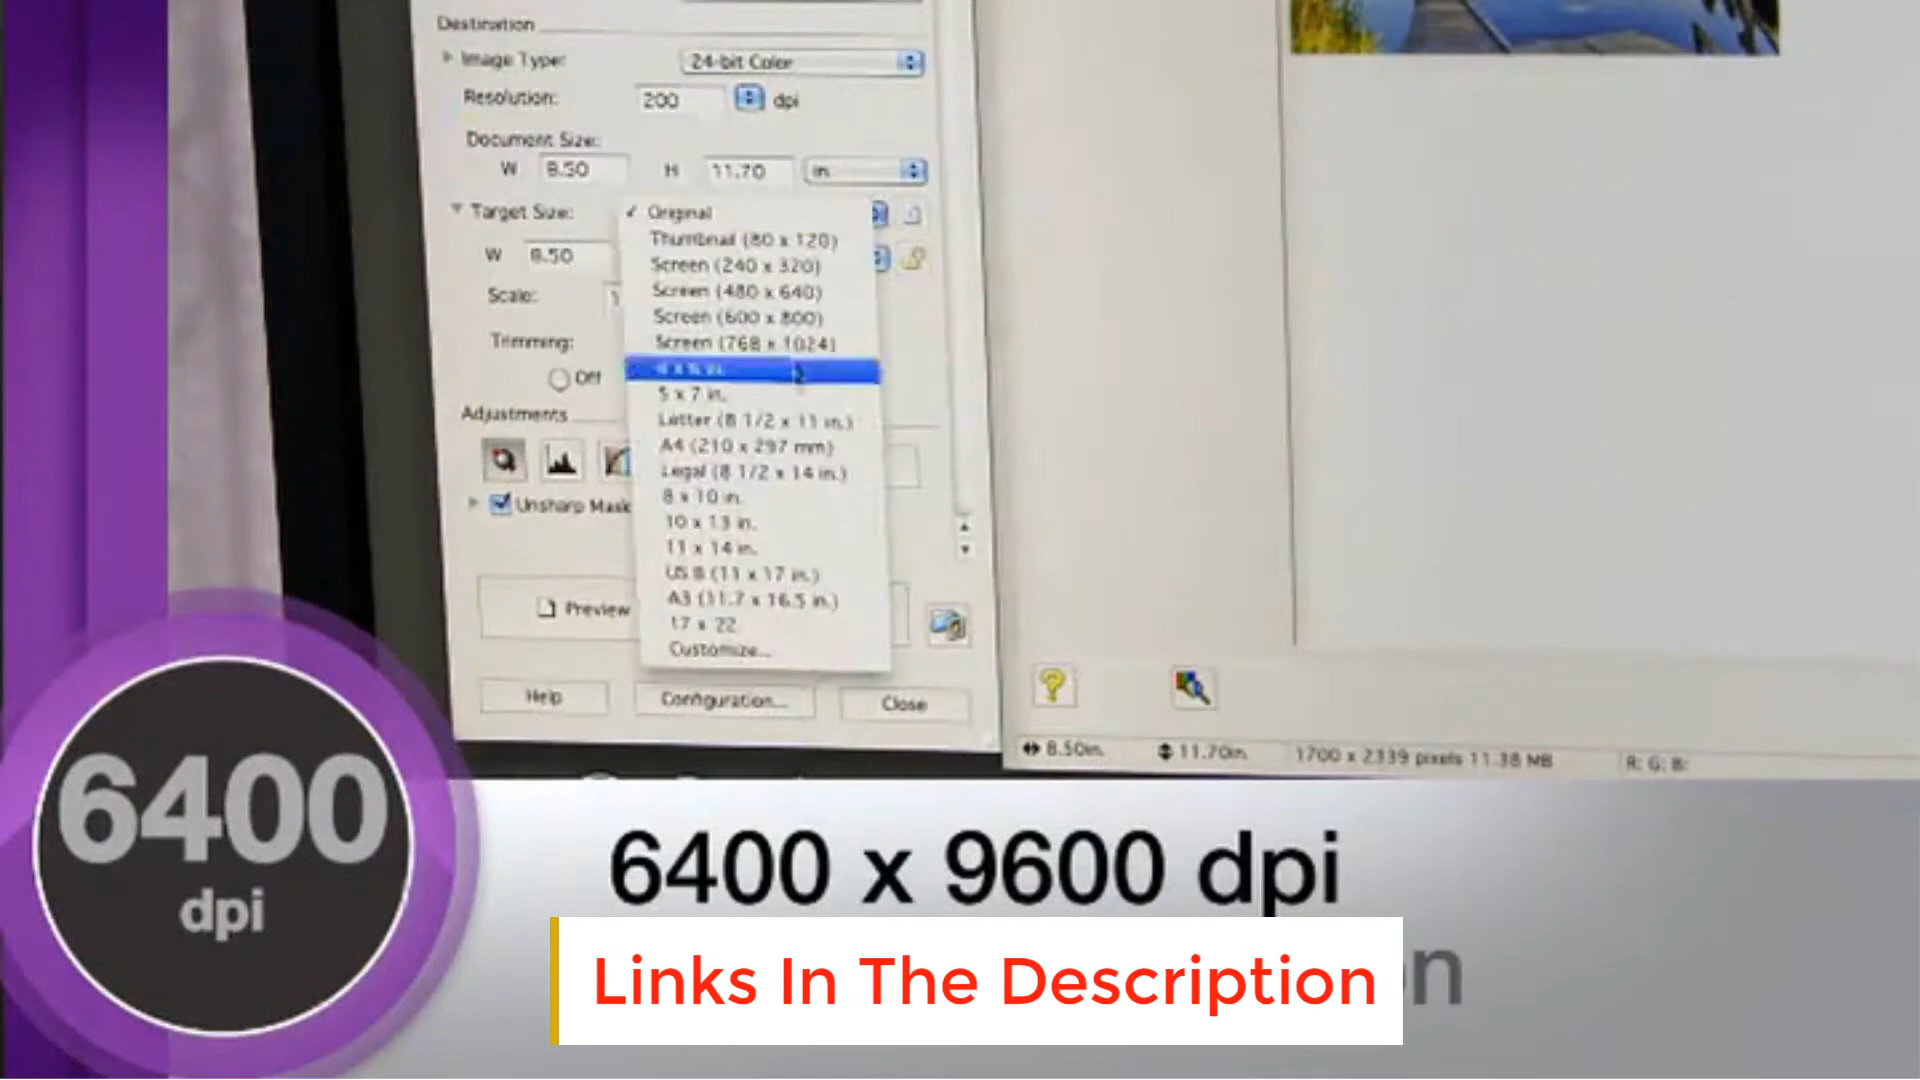 Destination
Image Type: 24-bit Color
Resolution: 200 dpi
Document Size:
W 8.50 H 11.70 in
Target Size: ✓ Original
Thumbnail (80 x 120)
W 8.50
Screen (240 x 320)
Screen (480 x 640)
Scale: 1
Screen (600 x 800)
Trimming: Screen (768 x 1024)
Off
5 x 7 in.
Adjustments
Letter (8 1/2 x 11 in.)
A4 (210 x 297 mm)
Legal (8 1/2 x 14 in.)
8 x 10 in.
Unsharp Mask
10 x 13 in.
11 x 14 in.
US B (11 x 17 in.)
A3 (11.7 x 16.5 in.)
Preview
17 x 22
Customize...
Help Configuration... Close
8.50in. 11.70in. 1700 x 2339 pixels 11.38 MB R: G: B:
6400
dpi
6400 x 9600 dpi
Links In The Description